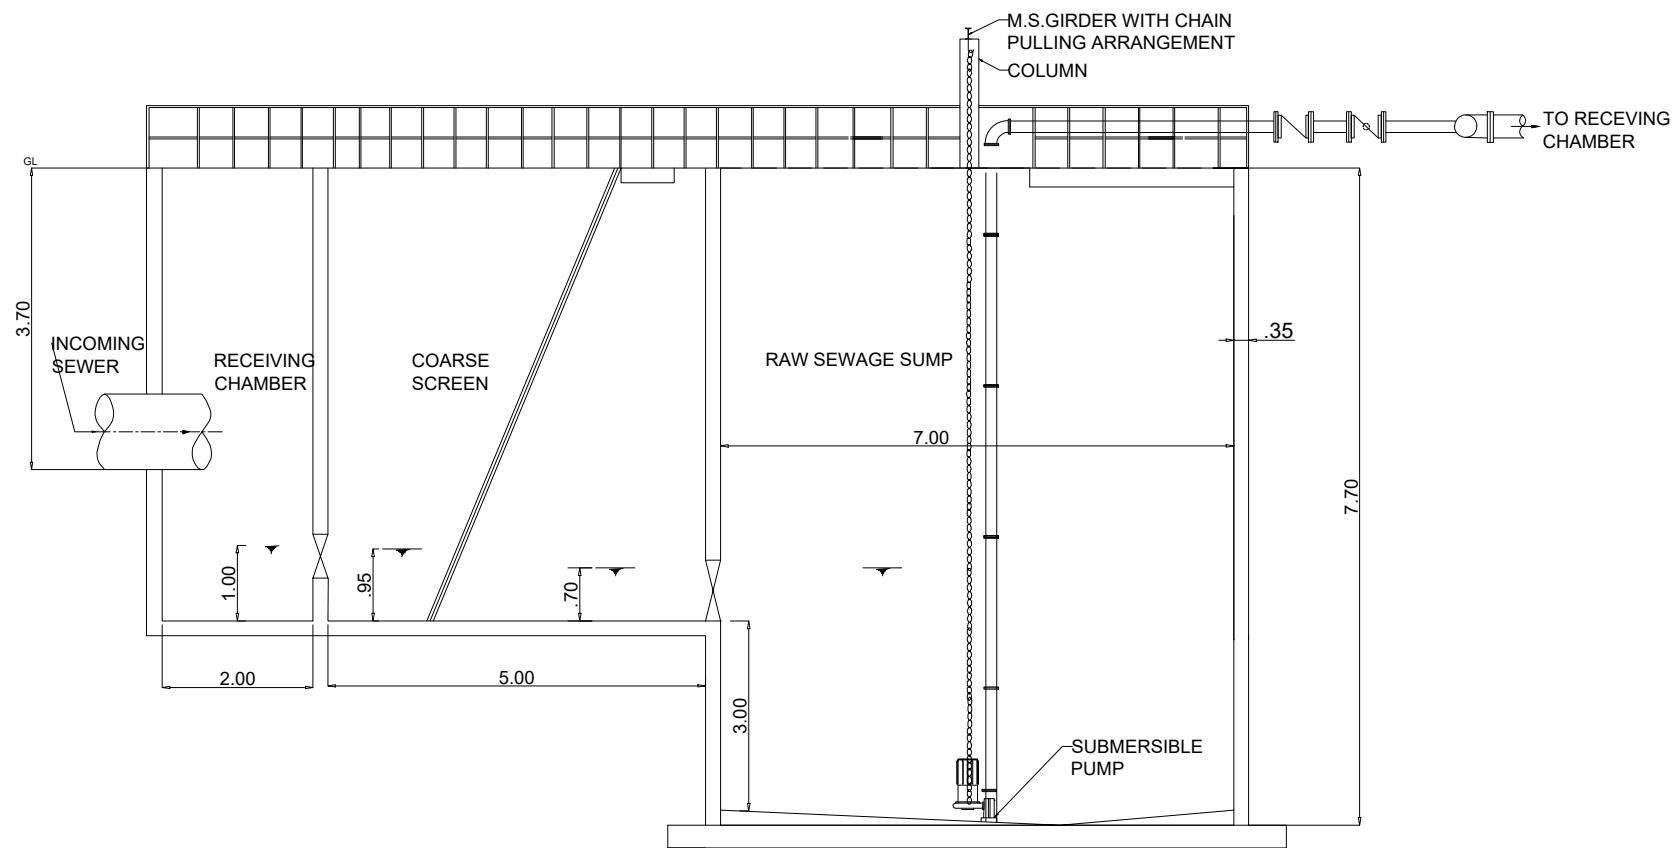 M.S.GIRDER WITH CHAIN
PULLING ARRANGEMENT
COLUMN
TO RECEVING
CHAMBER
GL
3.70
INCOMING
SEWER
RECEIVING
CHAMBER
COARSE
SCREEN
RAW SEWAGE SUMP
.35
7.00
7.70
1.00
.95
.70
2.00
5.00
3.00
SUBMERSIBLE
PUMP